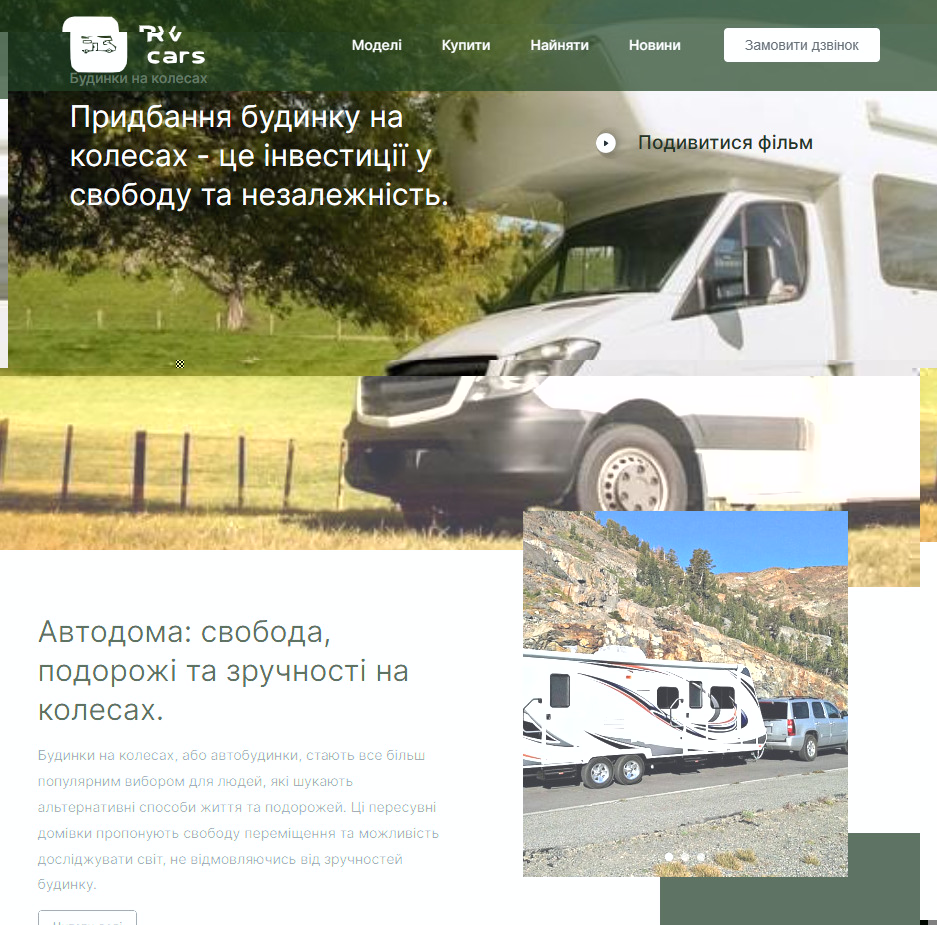 RV
cars
Моделі Купити Найняти Новини Замовити дзвінок
Будинки на колесах
Придбання будинку на
колесах - це інвестиції у
свободу та незалежність.
Подивитися фільм
Автодома: свобода,
подорожі та зручності на
колесах.
Будинки на колесах, або автобудинки, стають все більш
популярним вибором для людей, які шукають
альтернативні способи життя та подорожей. Ці пересувні
домівки пропонують свободу переміщення та можливість
досліджувати світ, не відмовляючись від зручностей
будинку.